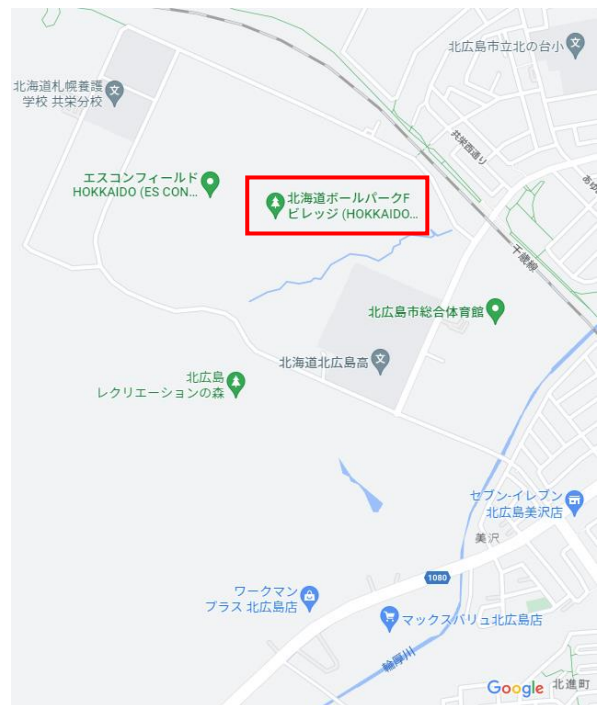 北広島市立北の台小
北海道札幌養護
学校 共栄分校
共栄西通り
エスコンフィールド
HOKKAIDO (ES CON...
北海道ボールパークF
ビレッジ (HOKKAIDO...
あゆ
千歳線
北広島市総合体育館
北海道北広島高
北広島
レクリエーションの森
セブン-イレブン
北広島美沢店
美沢
1080
ワークマン
プラス 北広島店
マックスバリュ北広島店
輪厚川
Google
北進町